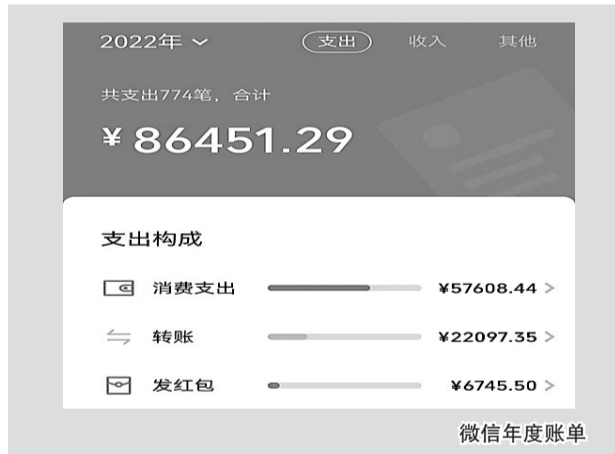 2022年 支出 收入 其他
共支出774笔，合计
¥86451.29
支出构成
消费支出 ¥57608.44 >
转账 ¥22097.35 >
发红包 ¥6745.50 >
微信年度账单